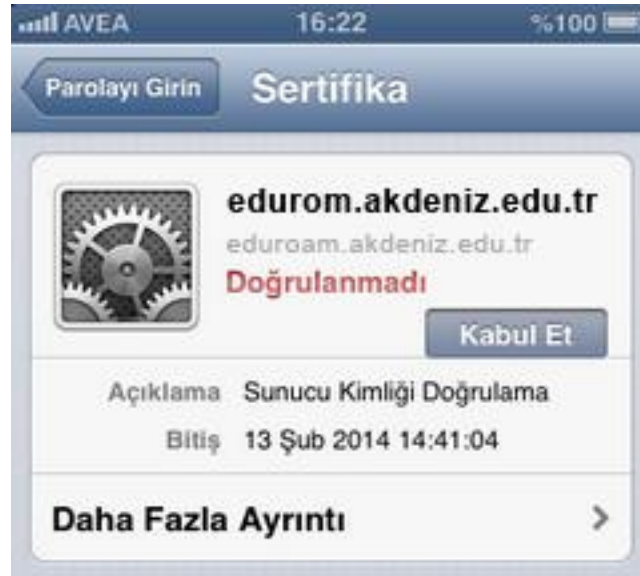 AVEA 16:22 %100
Parolayı Girin Sertifika
edurom.akdeniz.edu.tr
eduroam.akdeniz.edu.tr
Doğrulanmadı
Kabul Et
Açıklama Sunucu Kimliği Doğrulama
Bitiş 13 Şub 2014 14:41:04
Daha Fazla Ayrıntı